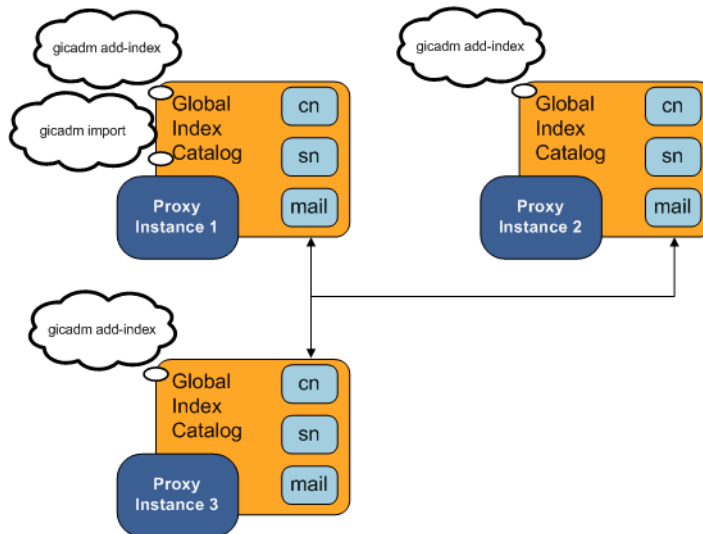 gicadm add-index
gicadm import
Global
Index
Catalog
cn
sn
mail
Proxy
Instance 1
gicadm add-index
Global
Index
Catalog
cn
sn
mail
Proxy
Instance 2
gicadm add-index
Global
Index
Catalog
cn
sn
mail
Proxy
Instance 3